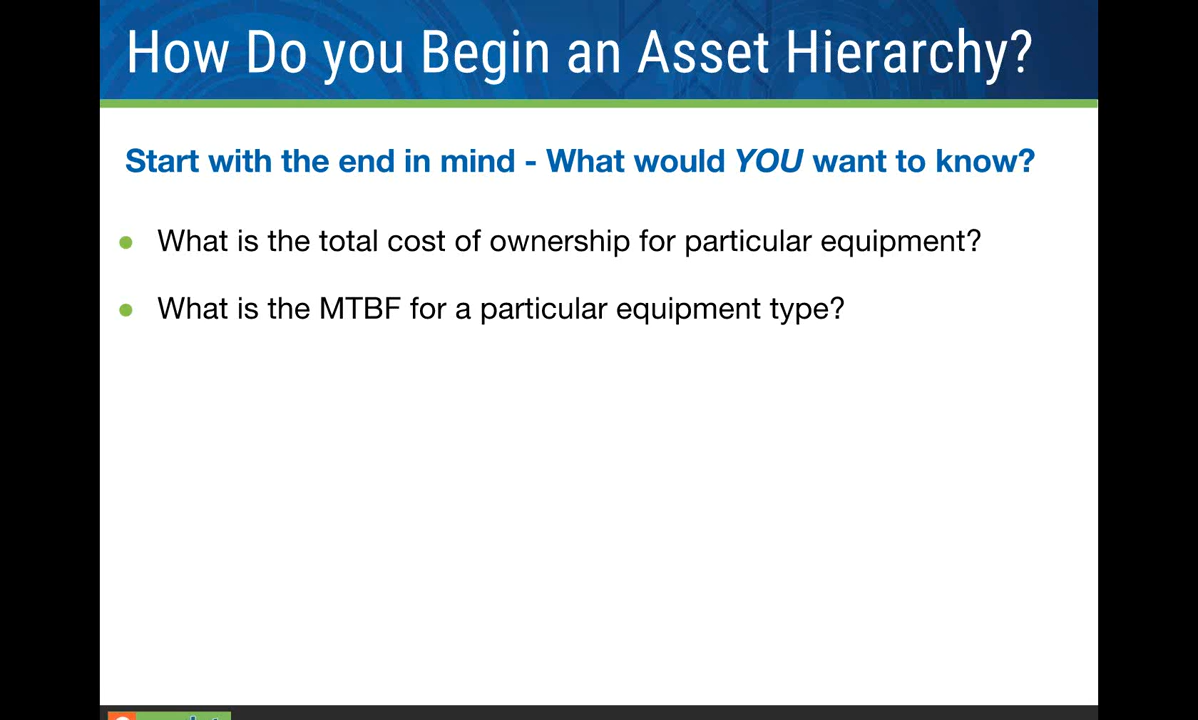 How Do you Begin an Asset Hierarchy?
Start with the end in mind - What would YOU want to know?
What is the total cost of ownership for particular equipment?
What is the MTBF for a particular equipment type?